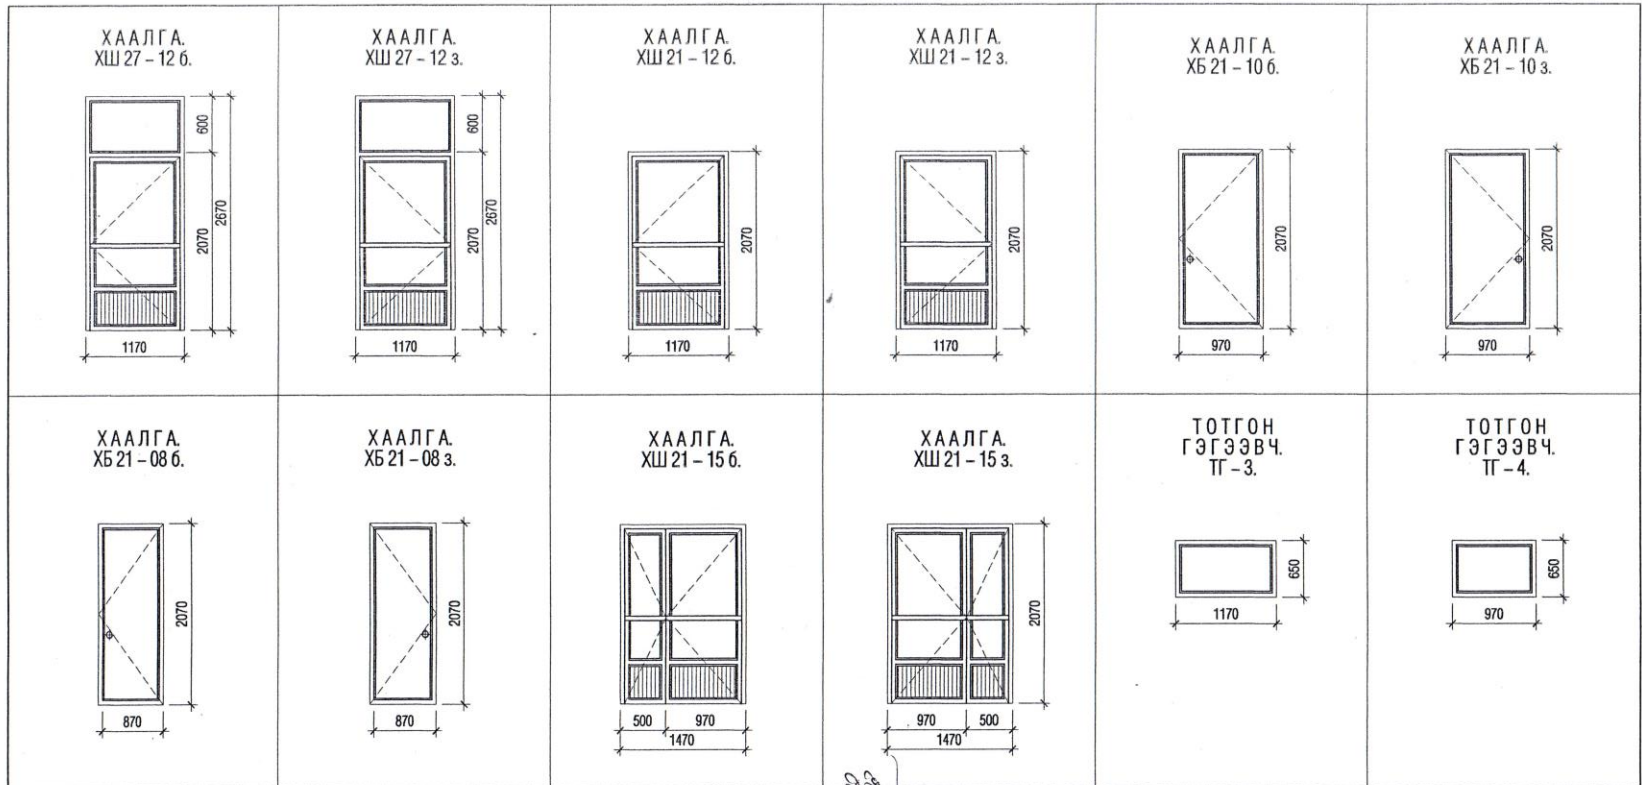 ХААЛГА.
ХШ 27 – 12 б.
600
2070
2670
1170
ХААЛГА.
ХШ 27 – 12 з.
600
2070
2670
1170
ХААЛГА.
ХШ 21 – 12 б.
2070
1170
ХААЛГА.
ХШ 21 – 12 з.
2070
1170
ХААЛГА.
ХБ 21 – 10 б.
2070
970
ХААЛГА.
ХБ 21 – 10 з.
2070
970
ХААЛГА.
ХБ 21 – 08 б.
2070
870
ХААЛГА.
ХБ 21 – 08 з.
2070
870
ХААЛГА.
ХШ 21 – 15 б.
2070
500 970
1470
ХААЛГА.
ХШ 21 – 15 з.
2070
970 500
1470
ТОТГОН
ГЭГЭЭВЧ.
ТГ – 3.
650
1170
ТОТГОН
ГЭГЭЭВЧ.
ТГ – 4.
650
970